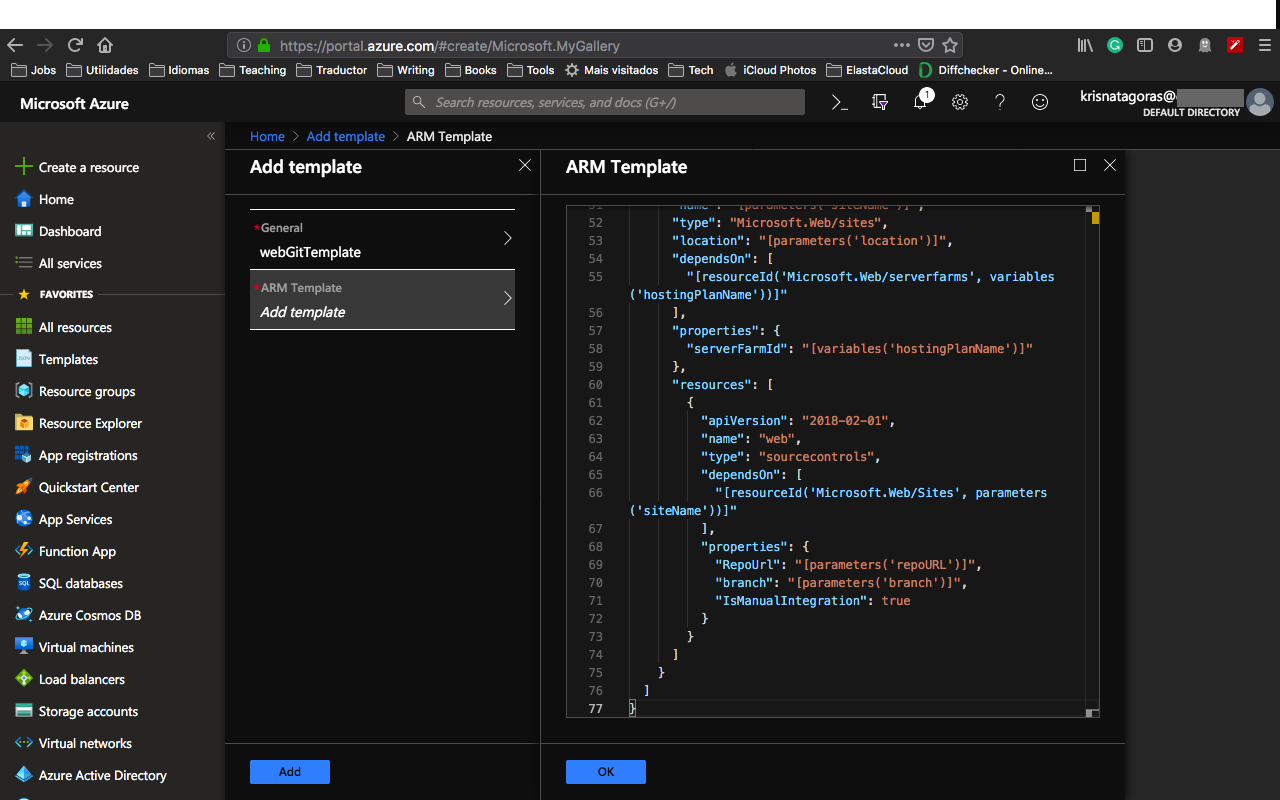 https://portal.azure.com/#create/Microsoft.MyGallery
Jobs Utilidades Idiomas Teaching Traductor Writing Books Tools Mais visitados Tech iCloud Photos ElastaCloud Diffchecker - Online...
Microsoft Azure
Search resources, services, and docs (G+/)
1
krisnatagoras@
DEFAULT DIRECTORY
Home > Add template > ARM Template
Create a resource
Home
Dashboard
All services
FAVORITES
All resources
Templates
Resource groups
Resource Explorer
App registrations
Quickstart Center
App Services
Function App
SQL databases
Azure Cosmos DB
Virtual machines
Load balancers
Storage accounts
Virtual networks
Azure Active Directory
Add template
*General
webGitTemplate
*ARM Template
Add template
Add
ARM Template
51 "name": "[parameters('siteName')]",
52 "type": "Microsoft.Web/sites",
53 "location": "[parameters('location')]",
54 "dependsOn": [
55 "[resourceId('Microsoft.Web/serverfarms', variables
('hostingPlanName'))]"
56 ],
57 "properties": {
58 "serverFarmId": "[variables('hostingPlanName')]"
59 },
60 "resources": [
61 {
62 "apiVersion": "2018-02-01",
63 "name": "web",
64 "type": "sourcecontrols",
65 "dependsOn": [
66 "[resourceId('Microsoft.Web/Sites', parameters
('siteName'))]"
67 ],
68 "properties": {
69 "RepoUrl": "[parameters('repoURL')]",
70 "branch": "[parameters('branch')]",
71 "IsManualIntegration": true
72 }
73 }
74 ]
75 }
76 ]
77 }
OK